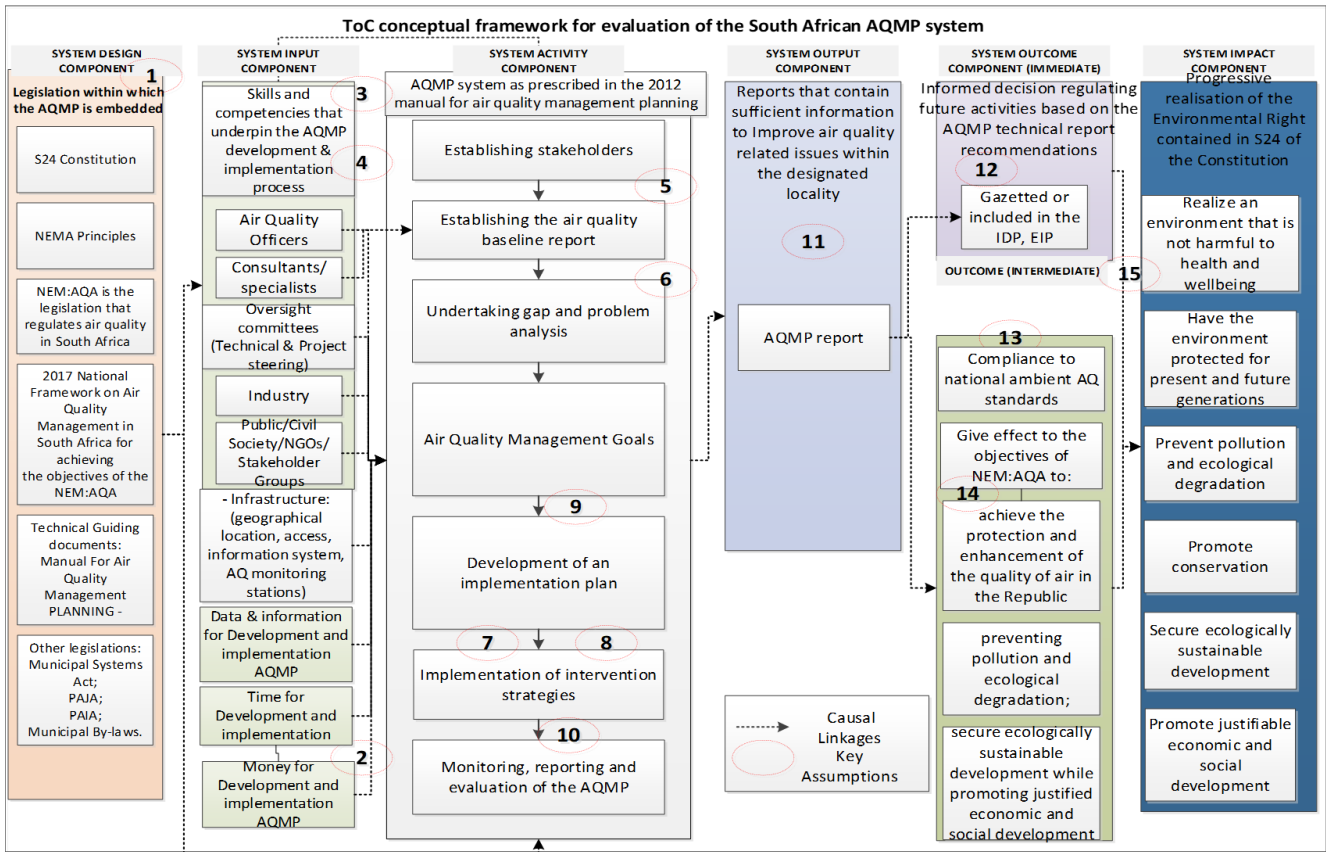 ToC conceptual framework for evaluation of the South African AQMP system
SYSTEM DESIGN
COMPONENT
1
Legislation within which
the AQMP is embedded
S24 Constitution
NEMA Principles
NEM:AQA is the
legislation that
regulates air quality
in South Africa
2017 National
Framework on Air
Quality
Management in
South Africa for
achieving
the objectives of the
NEM:AQA
Technical Guiding
documents:
Manual For Air
Quality
Management
PLANNING -
Other legislations:
Municipal Systems
Act;
PAJA;
PAIA;
Municipal By-laws.
SYSTEM INPUT
COMPONENT
3
Skills and
competencies that
underpin the AQMP
development &
implementation
process
4
Air Quality
Officers
Consultants/
specialists
Oversight
committees
(Technical & Project
steering)
Industry
Public/Civil
Society/NGOs/
Stakeholder
Groups
- Infrastructure:
(geographical
location, access,
information system,
AQ monitoring
stations)
Data & information
for Development and
implementation
AQMP
Time for
Development and
implementation
2
Money for
Development and
implementation
AQMP
SYSTEM ACTIVITY
COMPONENT
AQMP system as prescribed in the 2012
manual for air quality management planning
Establishing stakeholders
5
Establishing the air quality
baseline report
6
Undertaking gap and problem
analysis
Air Quality Management Goals
9
Development of an
implementation plan
7
8
Implementation of intervention
strategies
10
Monitoring, reporting and
evaluation of the AQMP
SYSTEM OUTPUT
COMPONENT
Reports that contain
sufficient information
to Improve air quality
related issues within
the designated
locality
11
AQMP report
Causal
Linkages
Key
Assumptions
SYSTEM OUTCOME
COMPONENT (IMMEDIATE)
Informed decision regulating
future activities based on the
AQMP technical report
recommendations
12
Gazetted or
included in the
IDP, EIP
OUTCOME (INTERMEDIATE)
15
13
Compliance to
national ambient AQ
standards
Give effect to the
objectives of
NEM:AQA to:
14
achieve the
protection and
enhancement of
the quality of air in
the Republic
preventing
pollution and
ecological
degradation;
secure ecologically
sustainable
development while
promoting justified
economic and
social development
SYSTEM IMPACT
COMPONENT
Progressive
realisation of the
Environmental Right
contained in S24 of
the Constitution
Realize an
environment that is
not harmful to
health and
wellbeing
Have the
environment
protected for
present and future
generations
Prevent pollution
and ecological
degradation
Promote
conservation
Secure ecologically
sustainable
development
Promote justifiable
economic and
social
development